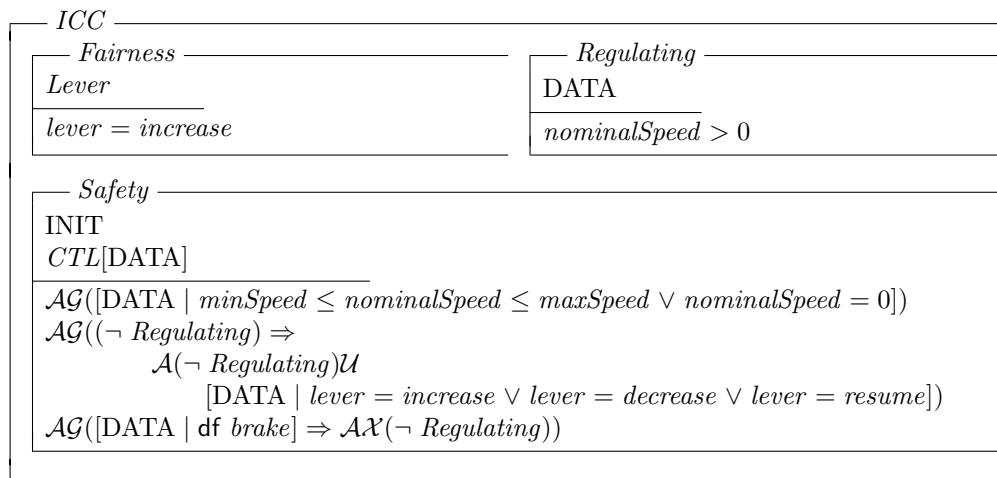 ICC
Fairness
Lever
lever = increase
Regulating
DATA
nominalSpeed > 0
Safety
INIT
CTL[DATA]
𝒜𝒢([DATA | minSpeed ≤ nominalSpeed ≤ maxSpeed ∨ nominalSpeed = 0])
𝒜𝒢((¬ Regulating) ⇒
𝒜(¬ Regulating)𝒰
[DATA | lever = increase ∨ lever = decrease ∨ lever = resume])
𝒜𝒢([DATA | df brake] ⇒ 𝒜𝒳(¬ Regulating))